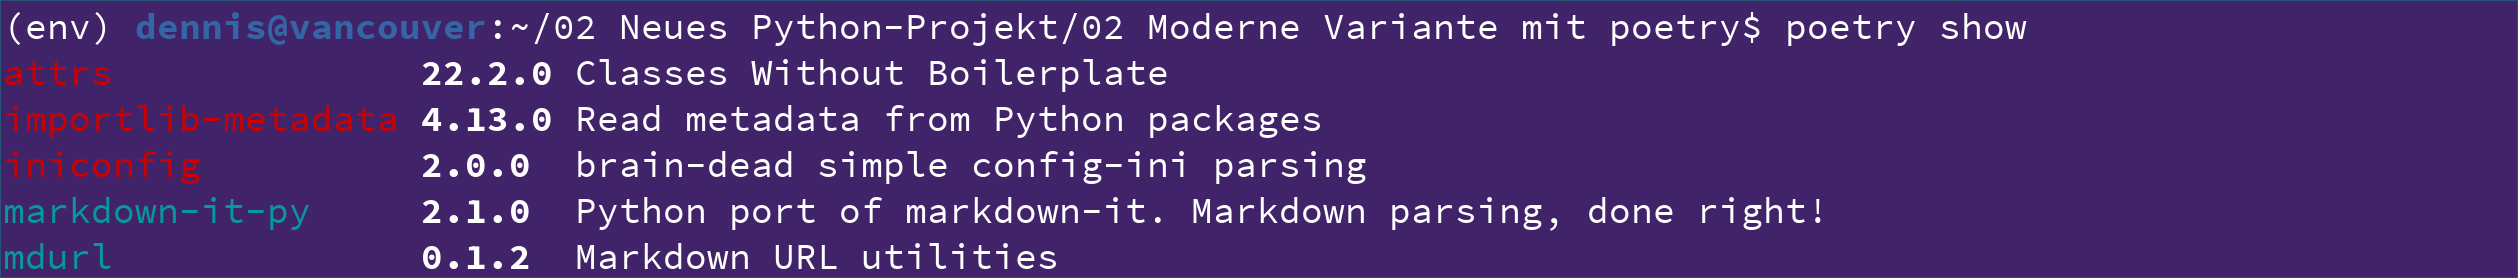 (env) dennis@vancouver:~/02 Neues Python-Projekt/02 Moderne Variante mit poetry$ poetry show
attrs 22.2.0 Classes Without Boilerplate
importlib-metadata 4.13.0 Read metadata from Python packages
iniconfig 2.0.0 brain-dead simple config-ini parsing
markdown-it-py 2.1.0 Python port of markdown-it. Markdown parsing, done right!
mdurl 0.1.2 Markdown URL utilities